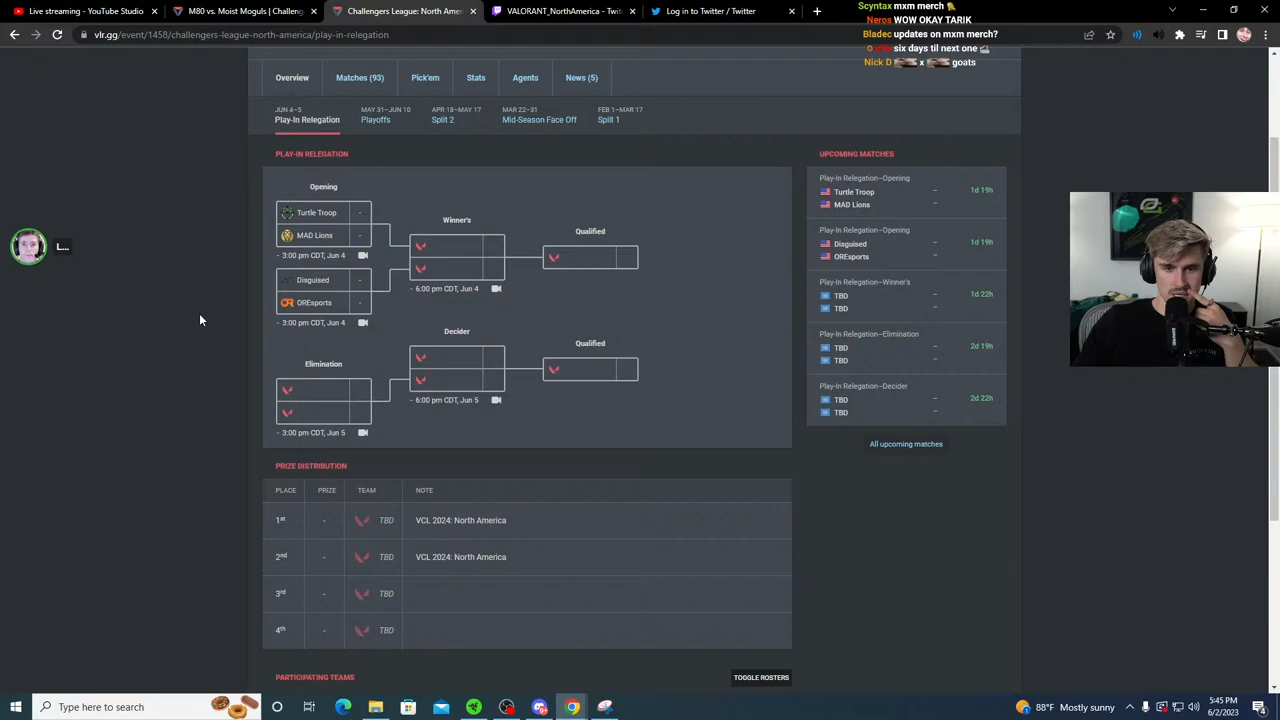 Live streaming - YouTube Studio
M80 vs. Moist Moguls | Challeng
Challengers League: North Americ
VALORANT_NorthAmerica - Twitc
Log in to Twitter / Twitter
vlr.gg/event/1458/challengers-league-north-america/play-in-relegation
Scyntax mxm merch
Neros WOW OKAY TARIK
Bladec updates on mxm merch?
six days til next one
Nick D x goats
Overview
Matches (93)
Pick'em
Stats
Agents
News (5)
JUN 4–5
Play-In Relegation
MAY 31–JUN 10
Playoffs
APR 18–MAY 17
Split 2
MAR 22–31
Mid-Season Face Off
FEB 1–MAR 17
Split 1
PLAY-IN RELEGATION
Opening
Turtle Troop -
MAD Lions -
- 3:00 pm CDT, Jun 4
Disguised -
OREsports -
- 3:00 pm CDT, Jun 4
Winner's
- 6:00 pm CDT, Jun 4
Qualified
Elimination
- 3:00 pm CDT, Jun 5
Decider
- 6:00 pm CDT, Jun 5
Qualified
L...
PRIZE DISTRIBUTION
PLACE PRIZE TEAM NOTE
1st - TBD VCL 2024: North America
2nd - TBD VCL 2024: North America
3rd - TBD
4th - TBD
PARTICIPATING TEAMS
TOGGLE ROSTERS
UPCOMING MATCHES
Play-In Relegation–Opening
Turtle Troop – 1d 19h
MAD Lions –
Play-In Relegation–Opening
Disguised – 1d 19h
OREsports –
Play-In Relegation–Winner's
TBD – 1d 22h
TBD –
Play-In Relegation–Elimination
TBD – 2d 19h
TBD –
Play-In Relegation–Decider
TBD – 2d 22h
TBD –
All upcoming matches
Type here to search
88°F Mostly sunny
5:45 PM
6/2/2023